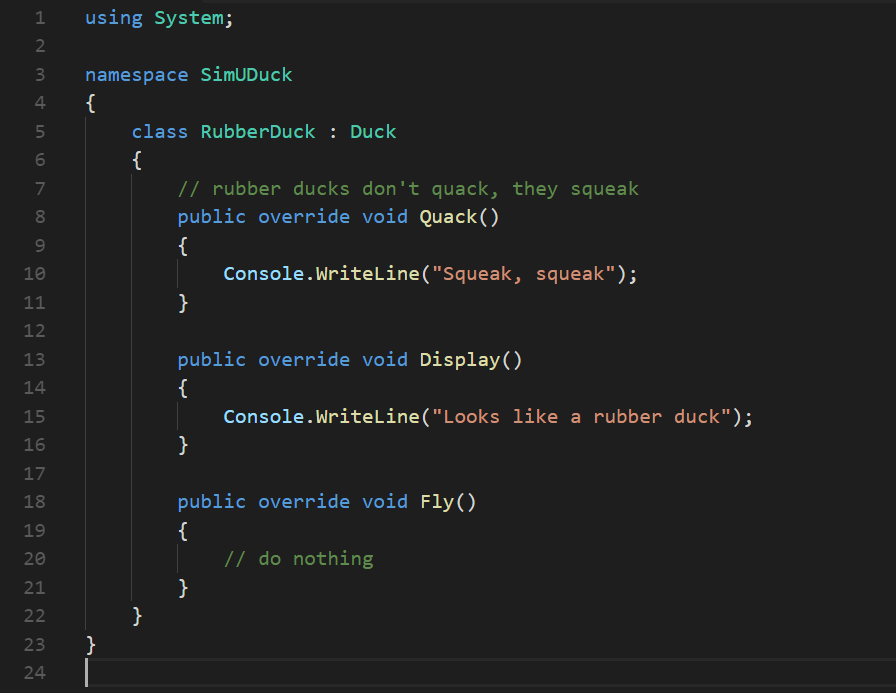 1 using System;
2
3 namespace SimUDuck
4 {
5     class RubberDuck : Duck
6     {
7         // rubber ducks don't quack, they squeak
8         public override void Quack()
9         {
10             Console.WriteLine("Squeak, squeak");
11         }
12
13         public override void Display()
14         {
15             Console.WriteLine("Looks like a rubber duck");
16         }
17
18         public override void Fly()
19         {
20             // do nothing
21         }
22     }
23 }
24